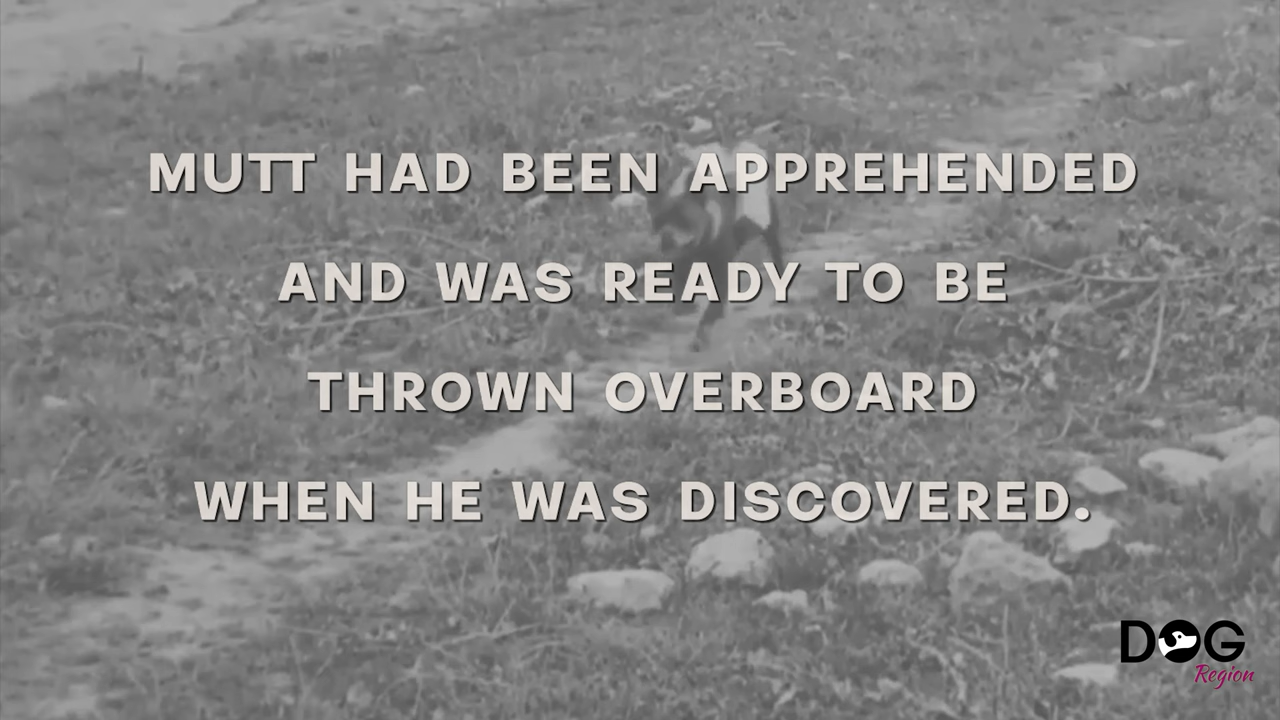 MUTT HAD BEEN APPREHENDED
AND WAS READY TO BE
THROWN OVERBOARD
WHEN HE WAS DISCOVERED.
DOG
Region